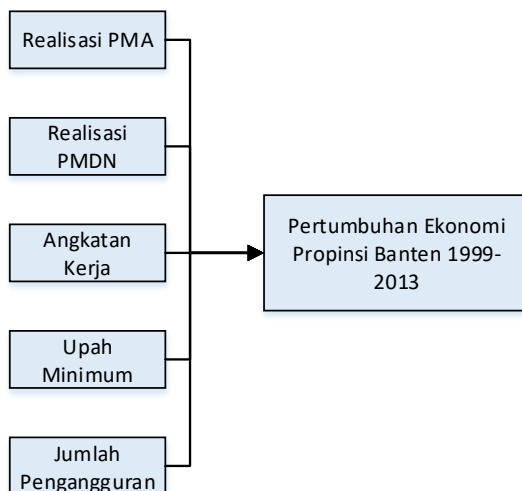 Realisasi PMA
Realisasi
PMDN
Angkatan
Kerja
Upah
Minimum
Jumlah
Pengangguran
Pertumbuhan Ekonomi
Propinsi Banten 1999-
2013